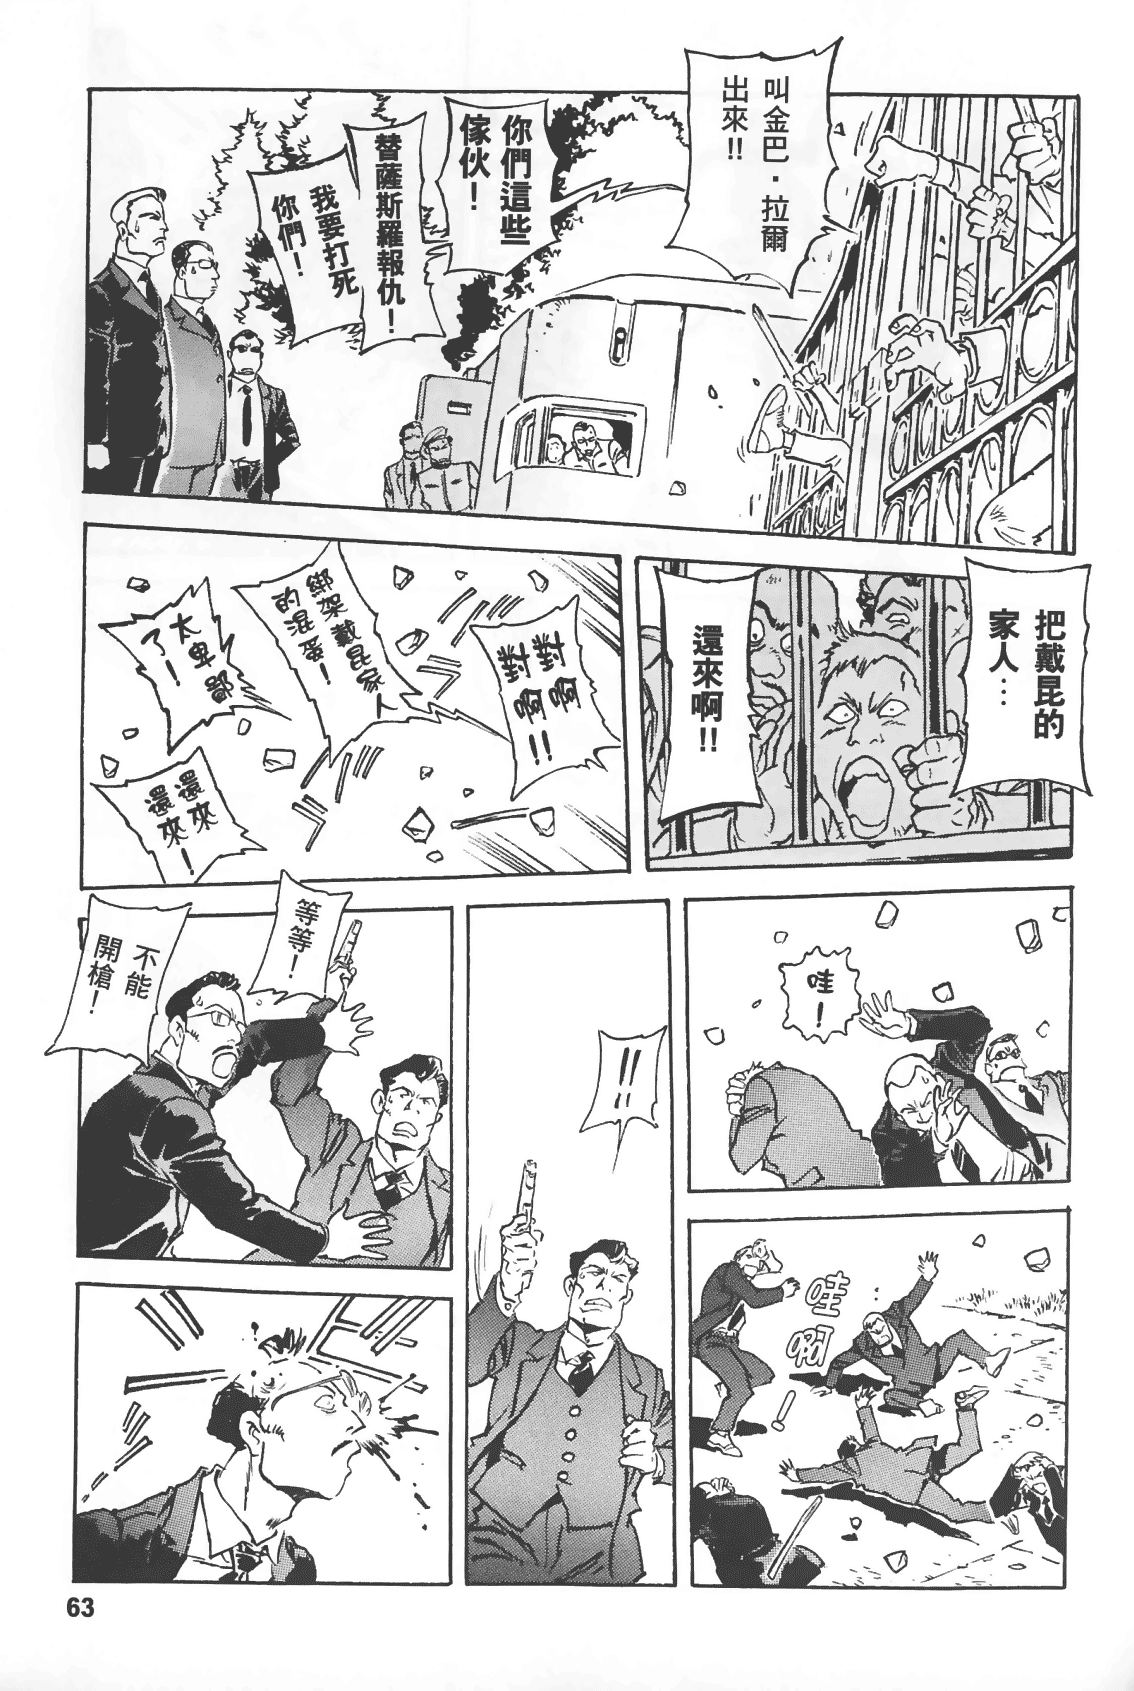 叫金巴．拉爾
出來!!
你們這些
傢伙！
替薩斯羅報仇！
我要打死
你們！
把戴昆的
家人…
還來啊!!
對啊
對啊!!
綁架戴昆家人
的混蛋！
太卑鄙
了！
還來
還來！
哇！
哇
啊
!!
等等！
不能
開槍！
63